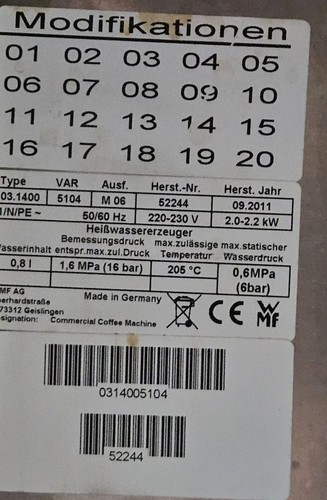 Modifikationen
01 02 03 04 05
06 07 08 09 10
11 12 13 14 15
16 17 18 19 20
Type VAR Ausf. Herst.-Nr. Herst. Jahr
03.1400 5104 M 06 52244 09.2011
1/N/PE ~ 50/60 Hz 220-230 V 2.0-2.2 kW
Heißwassererzeuger
Bemessungsdruck max.zulässige max.statischer
Wasserinhalt entspr.max.zul.Druck Temperatur Wasserdruck
0,8 l 1,6 MPa (16 bar) 205 °C 0,6MPa
(6bar)
MF AG
berhardstraße
73312 Geislingen
signation: Commercial Coffee Machine
Made in Germany
CE WMF
0314005104
52244